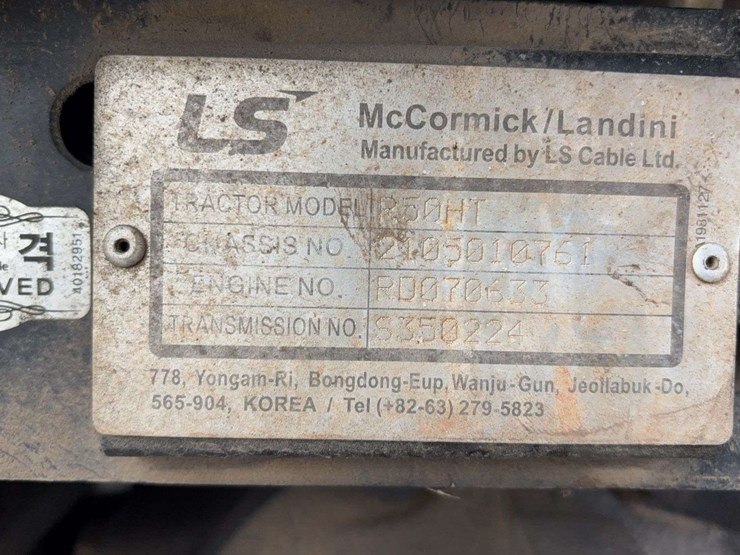 LS
McCormick/Landini
Manufactured by LS Cable Ltd.
TRACTOR MODEL R50HT
CHASSIS NO. 2105010761
ENGINE NO. RD070633
TRANSMISSION NO. S350224
778, Yongam-Ri, Bongdong-Eup, Wanju-Gun, Jeollabuk-Do,
565-904, KOREA / Tel (+82-63) 279-5823
격
VED
40182951
1981127